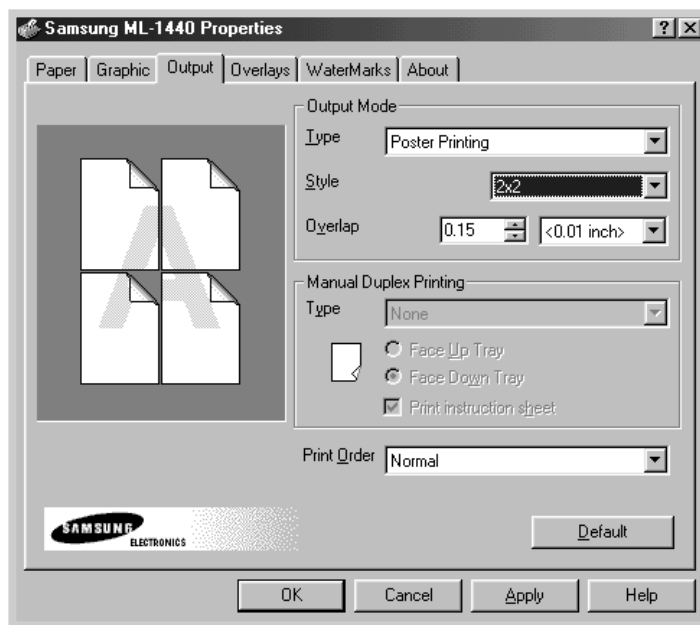 Samsung ML-1440 Properties
Paper Graphic Output Overlays WaterMarks About
Output Mode
Type Poster Printing
Style 2x2
Overlap 0.15 <0.01 inch>
Manual Duplex Printing
Type None
Face Up Tray
Face Down Tray
Print instruction sheet
Print Order Normal
A
SAMSUNG
ELECTRONICS
Default
OK Cancel Apply Help